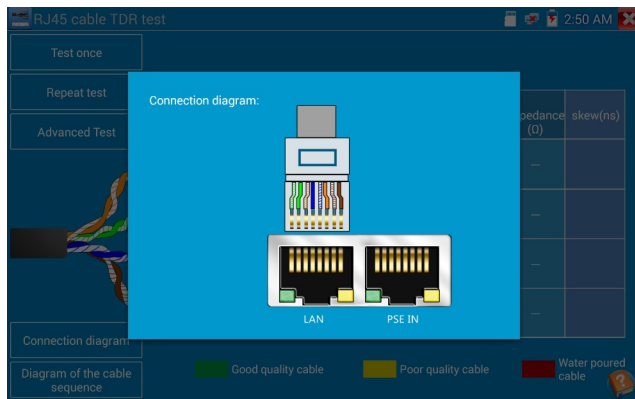 RJ45 cable TDR test
2:50 AM
Test once
Repeat test
Advanced Test
Connection diagram:
pedance
(Ω)
skew(ns)
---
---
---
---
LAN
PSE IN
Connection diagram
Diagram of the cable
sequence
Good quality cable
Poor quality cable
Water poured
cable